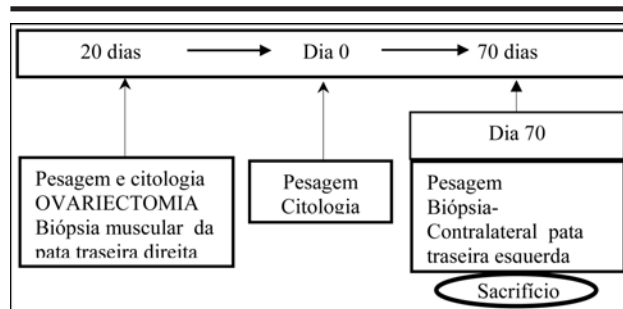 20 dias Dia 0 70 dias
Dia 70
Pesagem e citologia
OVARIECTOMIA
Biópsia muscular da
pata traseira direita
Pesagem
Citologia
Pesagem
Biópsia-
Contralateral pata
traseira esquerda
Sacrifício